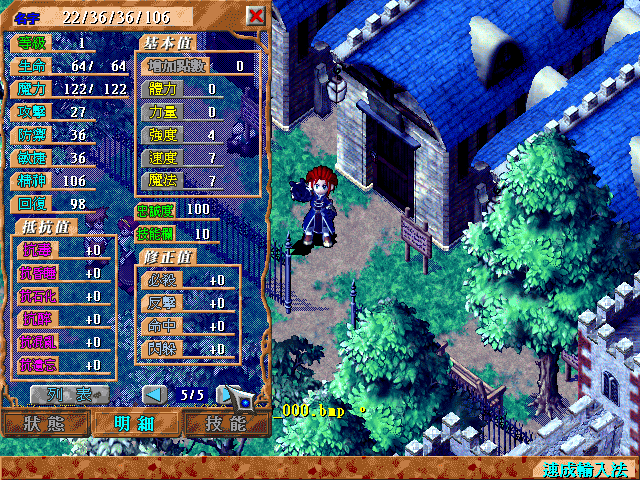 名字 22/36/36/106
等級 1
生命 64/ 64
魔力 122/ 122
攻擊 27
防禦 36
敏捷 36
精神 106
回復 98
抵抗值
抗毒 +0
抗昏睡 +0
抗石化 +0
抗醉 +0
抗混亂 +0
抗遺忘 +0
基本值
增加點數 0
體力 0
力量 0
強度 4
速度 7
魔法 7
忠誠度 100
技能欄 10
修正值
必殺 +0
反擊 +0
命中 +0
閃躲 +0
列表
5/5
狀態 明細 技能
000.bmp 。
速成輸入法